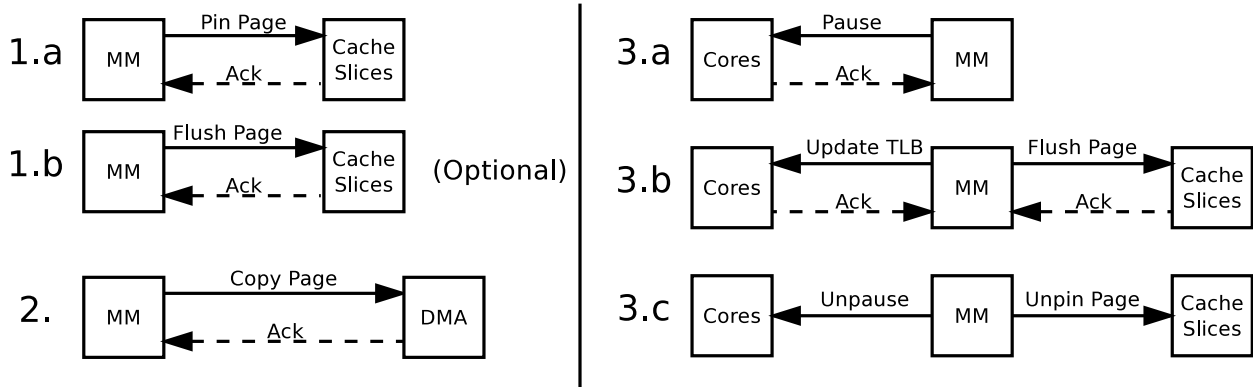 1.a
MM
Pin Page
Ack
Cache
Slices
1.b
MM
Flush Page
Ack
Cache
Slices
(Optional)
2.
MM
Copy Page
Ack
DMA
3.a
Cores
Pause
Ack
MM
3.b
Cores
Update TLB
Ack
MM
Flush Page
Ack
Cache
Slices
3.c
Cores
Unpause
MM
Unpin Page
Cache
Slices